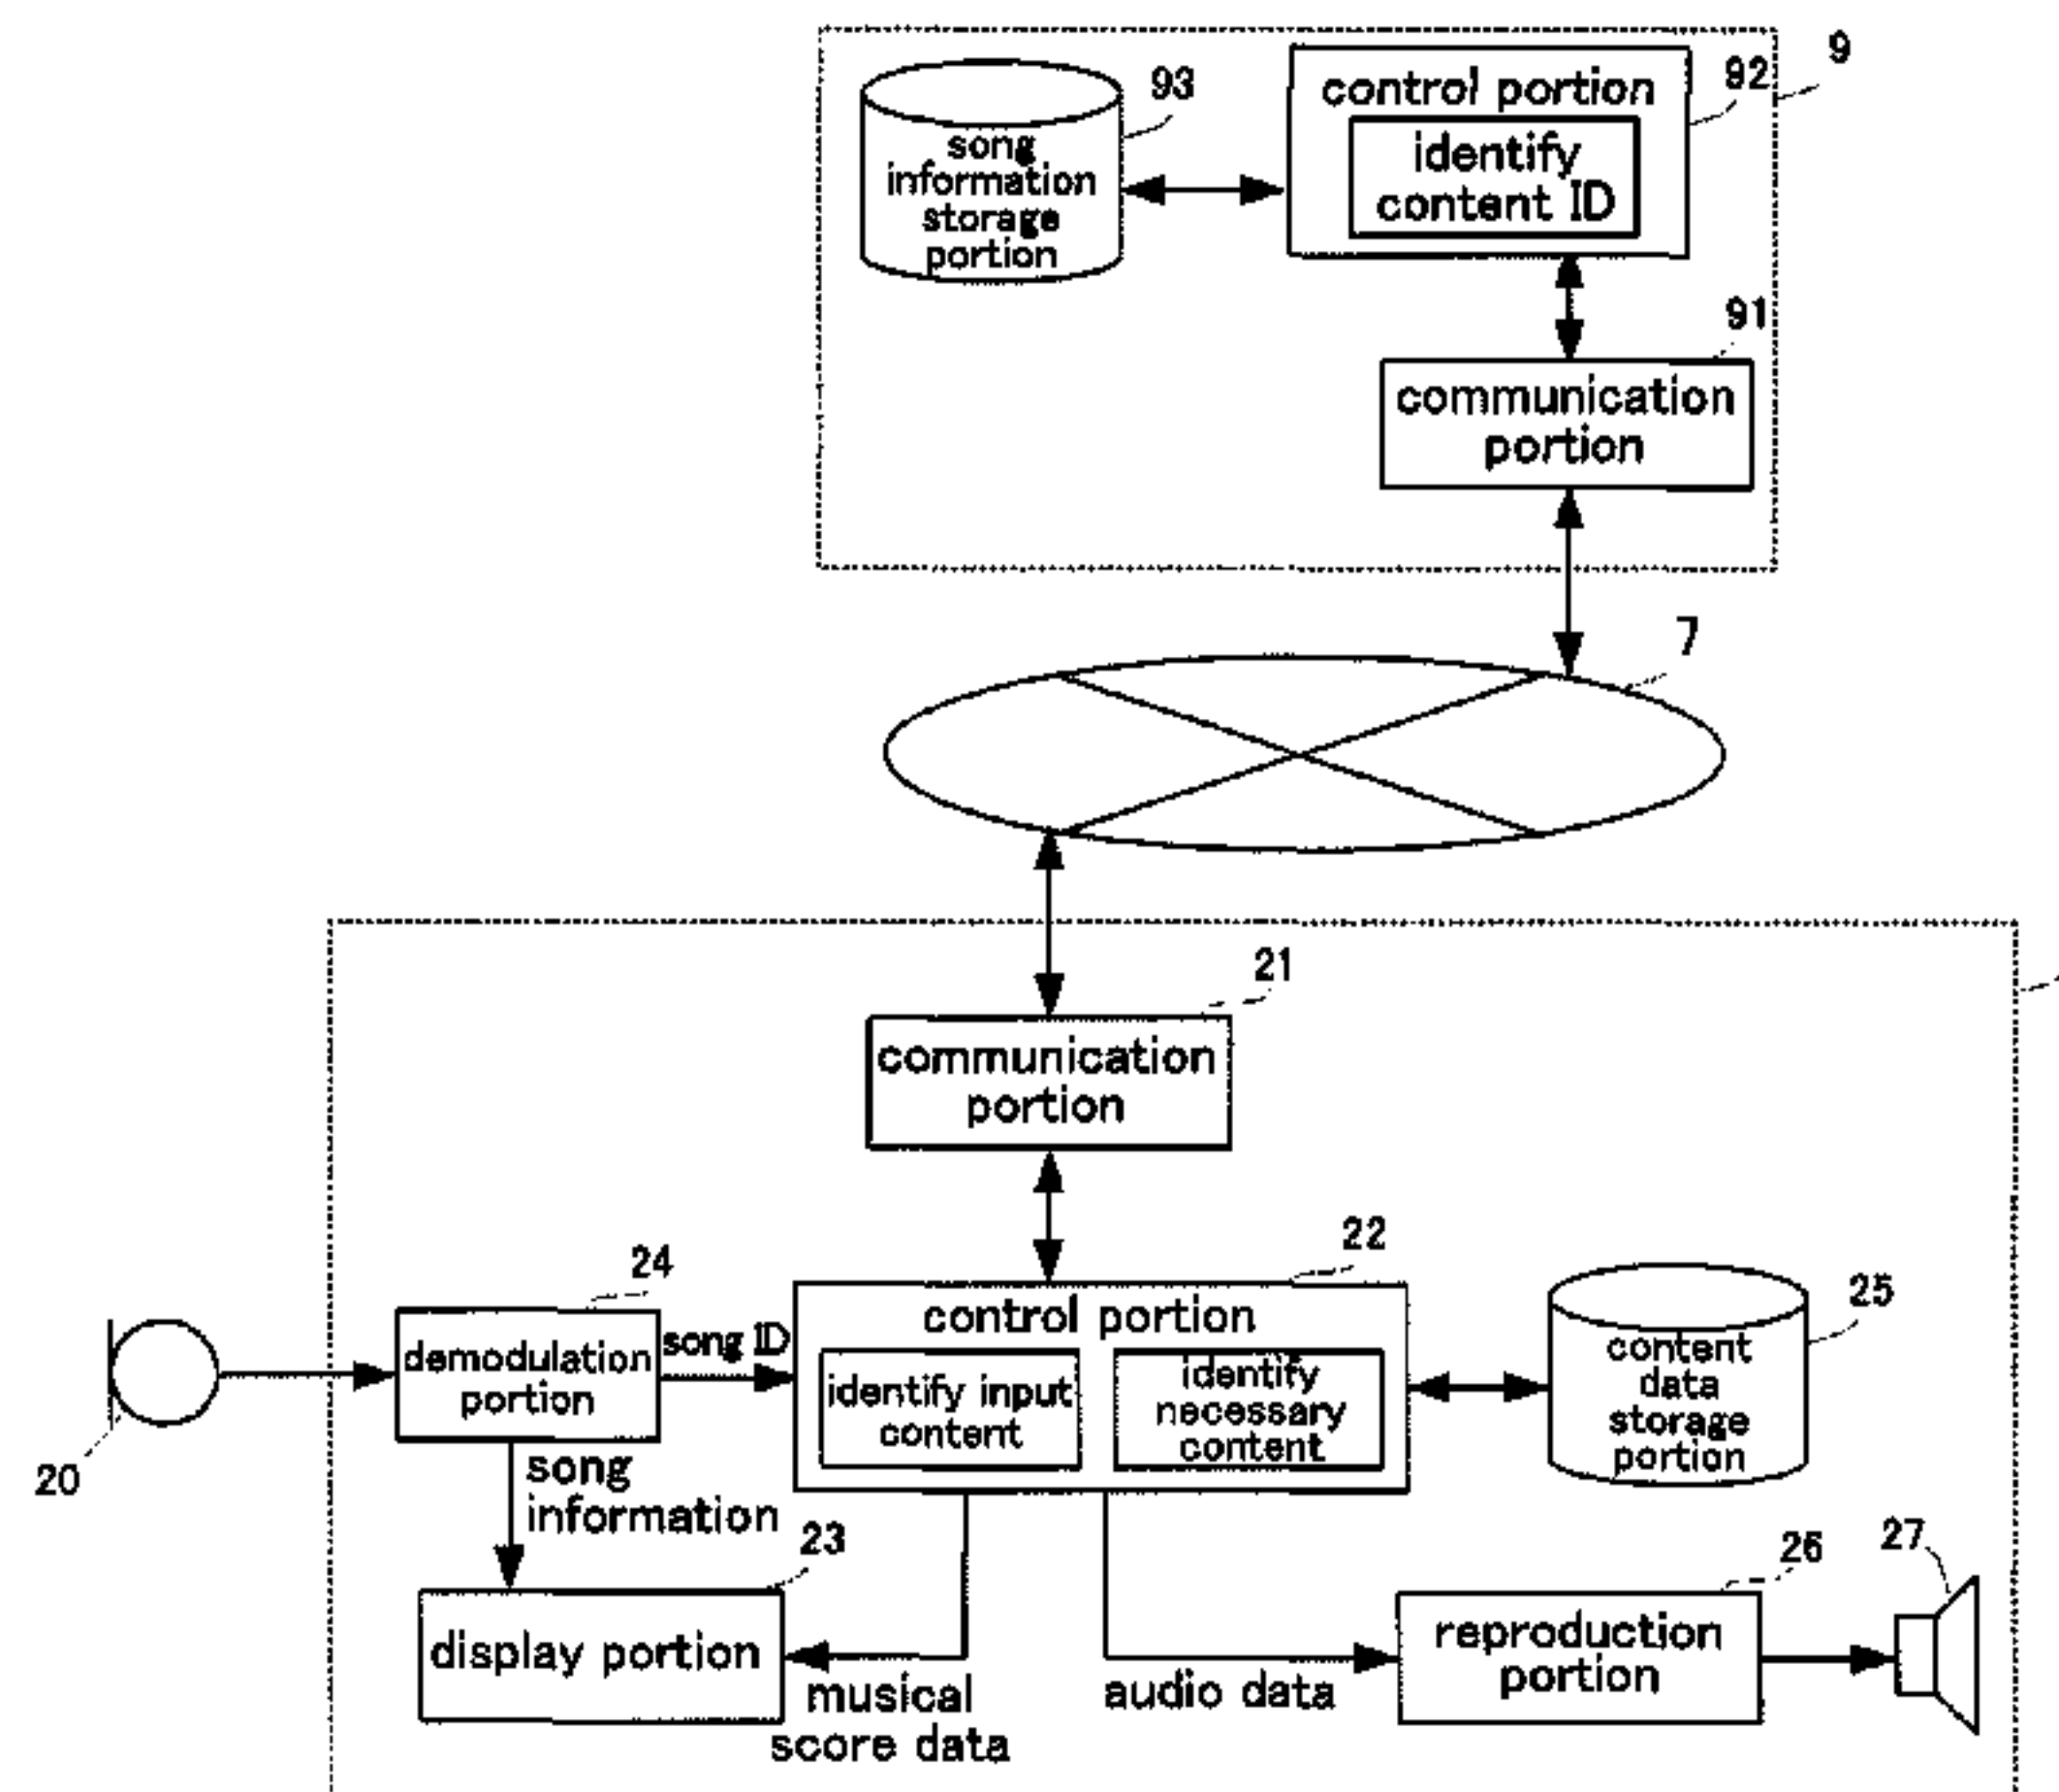 9
93
control portion
92
identify
content ID
song
information
storage
portion
91
communication
portion
7
21
communication
portion
22
24
25
control portion
song ID
demodulation
portion
identify input
content
identify
necessary
content
content
data
storage
portion
20
song
information
23
26
27
display portion
reproduction
portion
musical
score data
audio data